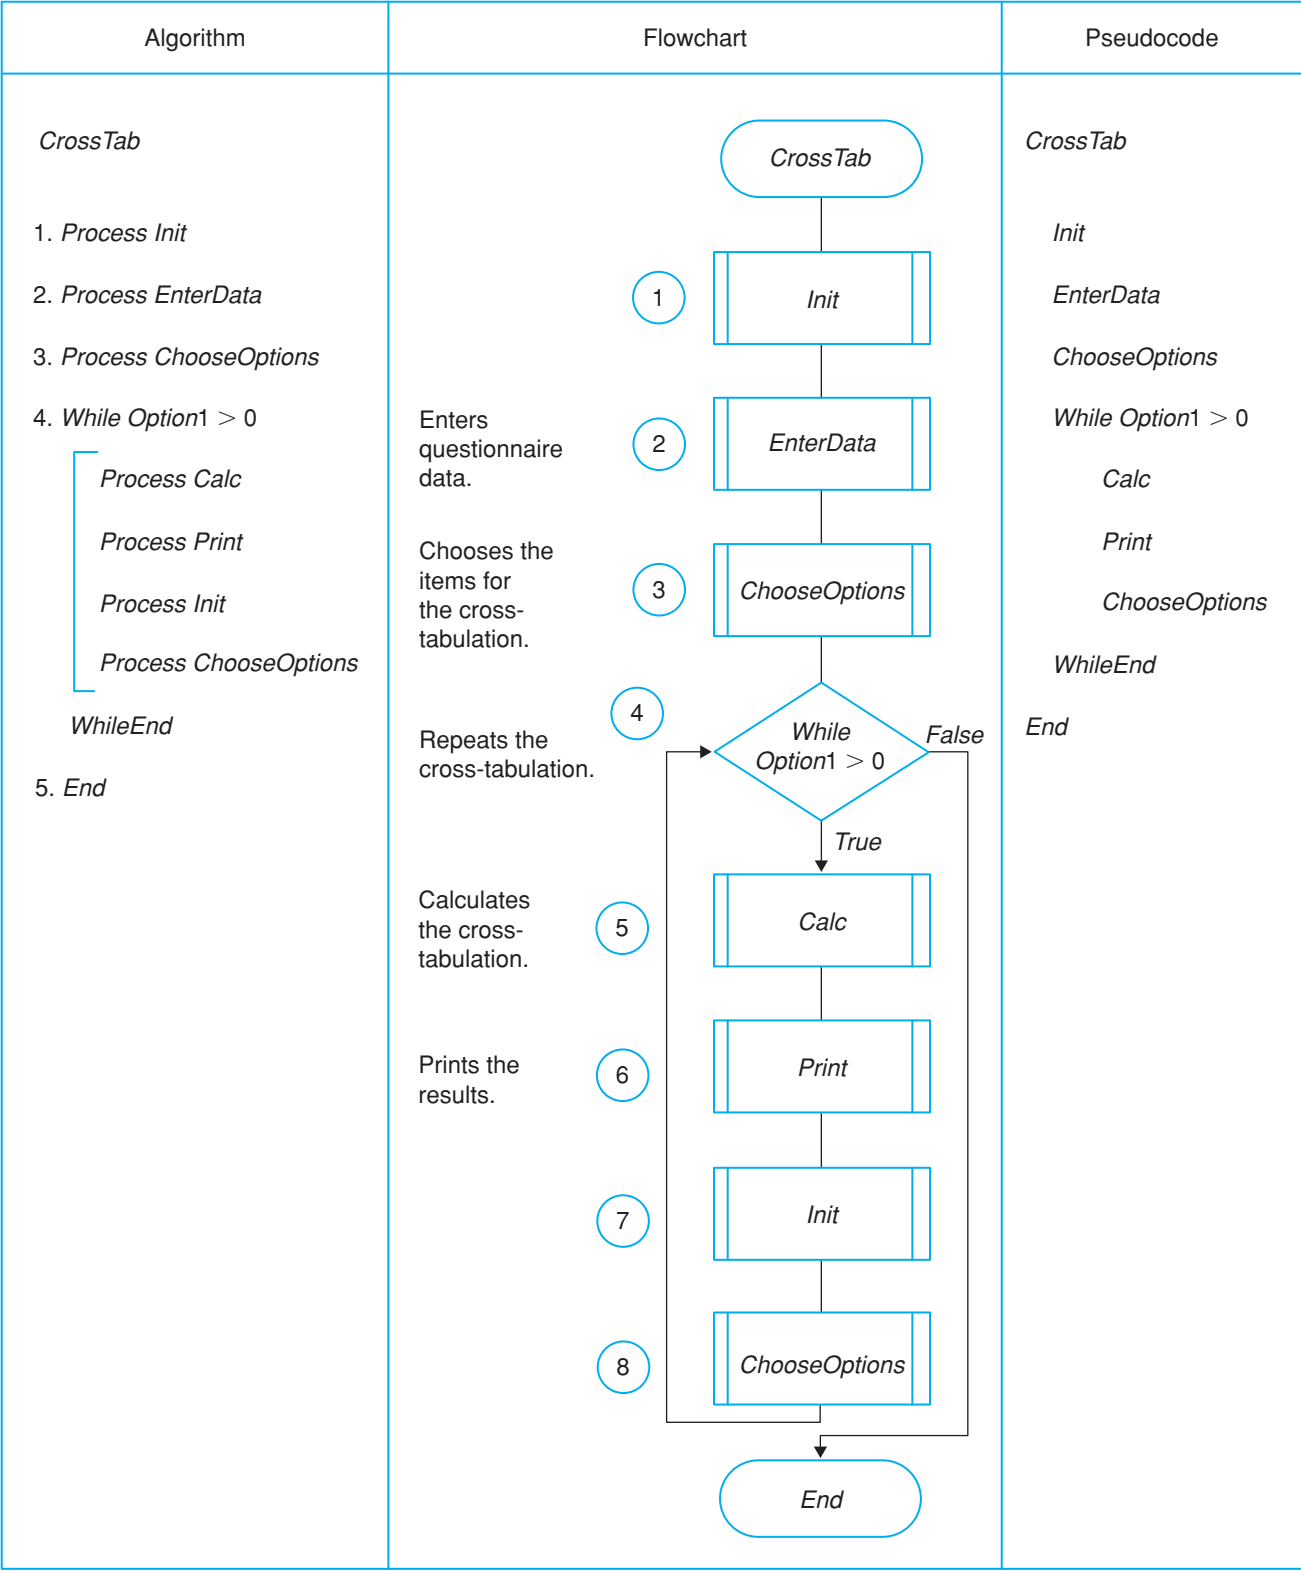 Algorithm
Flowchart
Pseudocode
CrossTab
1. Process Init
2. Process EnterData
3. Process ChooseOptions
4. While Option1 > 0
Process Calc
Process Print
Process Init
Process ChooseOptions
WhileEnd
5. End
CrossTab
1
Init
Enters
questionnaire
data.
2
EnterData
Chooses the
items for
the cross-
tabulation.
3
ChooseOptions
4
Repeats the
cross-tabulation.
While
Option1 > 0
False
True
Calculates
the cross-
tabulation.
5
Calc
Prints the
results.
6
Print
7
Init
8
ChooseOptions
End
CrossTab
Init
EnterData
ChooseOptions
While Option1 > 0
Calc
Print
ChooseOptions
WhileEnd
End